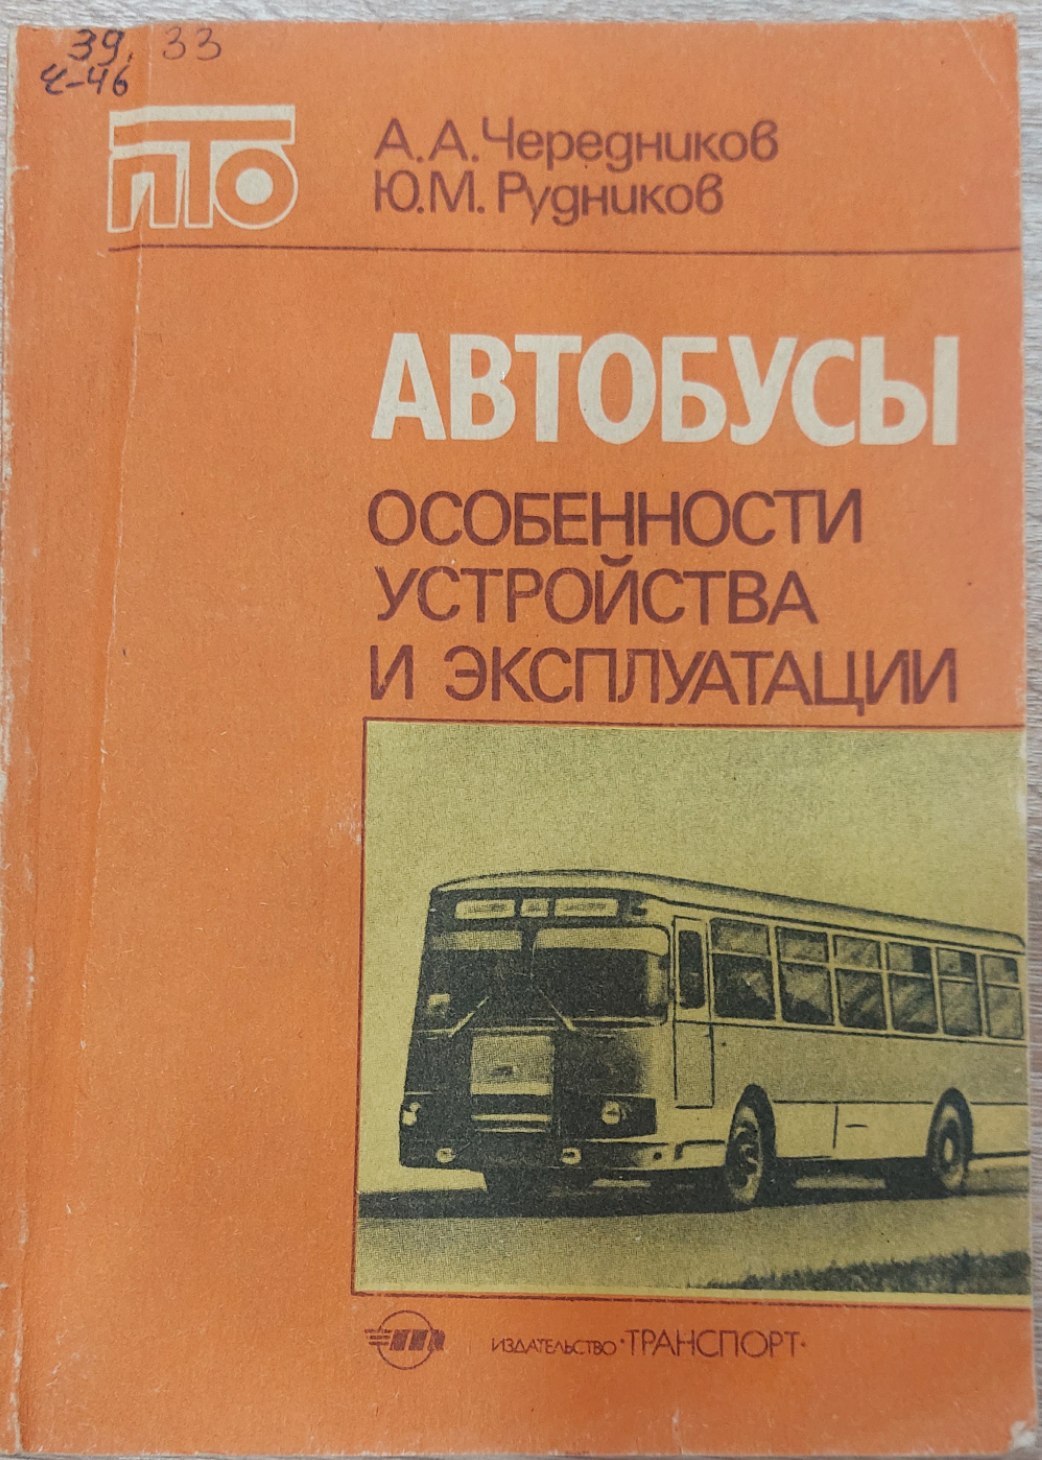 39.33
Ч-46
ПТО
А.А.Чередников
Ю.М.Рудников
АВТОБУСЫ
ОСОБЕННОСТИ
УСТРОЙСТВА
И ЭКСПЛУАТАЦИИ
ИЗДАТЕЛЬСТВО·ТРАНСПОРТ·